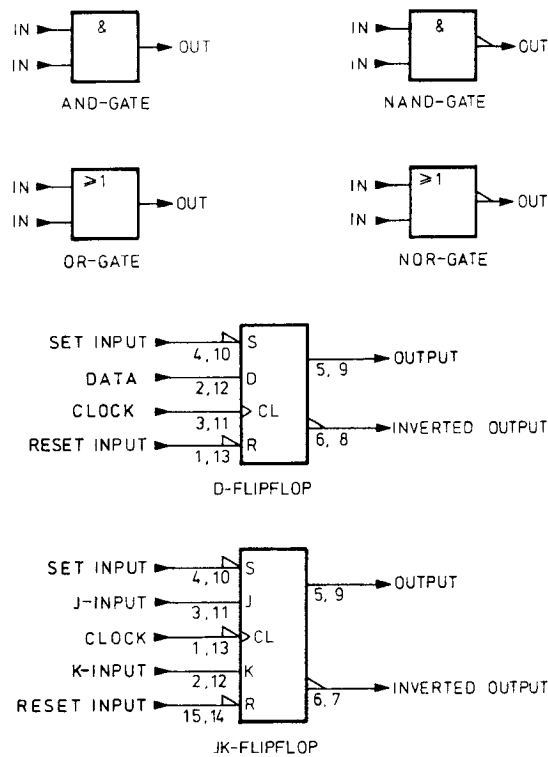 IN & OUT
IN
AND-GATE
IN & OUT
IN
NAND-GATE
IN ⩾1 OUT
IN
OR-GATE
IN ⩾1 OUT
IN
NOR-GATE
SET INPUT 4,10 S
DATA 2,12 D
CLOCK 3,11 CL
RESET INPUT 1,13 R
5,9 OUTPUT
6,8 INVERTED OUTPUT
D-FLIPFLOP
SET INPUT 4,10 S
J-INPUT 3,11 J
CLOCK 1,13 CL
K-INPUT 2,12 K
RESET INPUT 15,14 R
5,9 OUTPUT
6,7 INVERTED OUTPUT
JK-FLIPFLOP